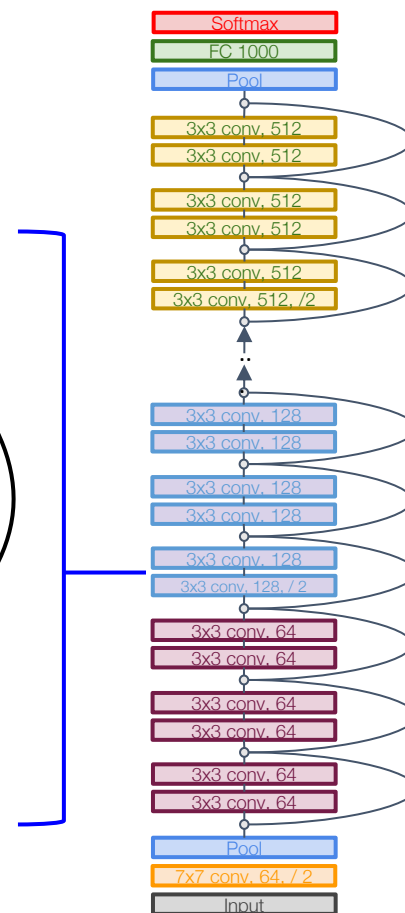 Softmax
FC 1000
Pool
3x3 conv, 512
3x3 conv, 512
3x3 conv, 512
3x3 conv, 512
3x3 conv, 512
3x3 conv, 512, /2
..
3x3 conv, 128
3x3 conv, 128
3x3 conv, 128
3x3 conv, 128
3x3 conv, 128
3x3 conv, 128, / 2
3x3 conv, 64
3x3 conv, 64
3x3 conv, 64
3x3 conv, 64
3x3 conv, 64
3x3 conv, 64
Pool
7x7 conv, 64, / 2
Input